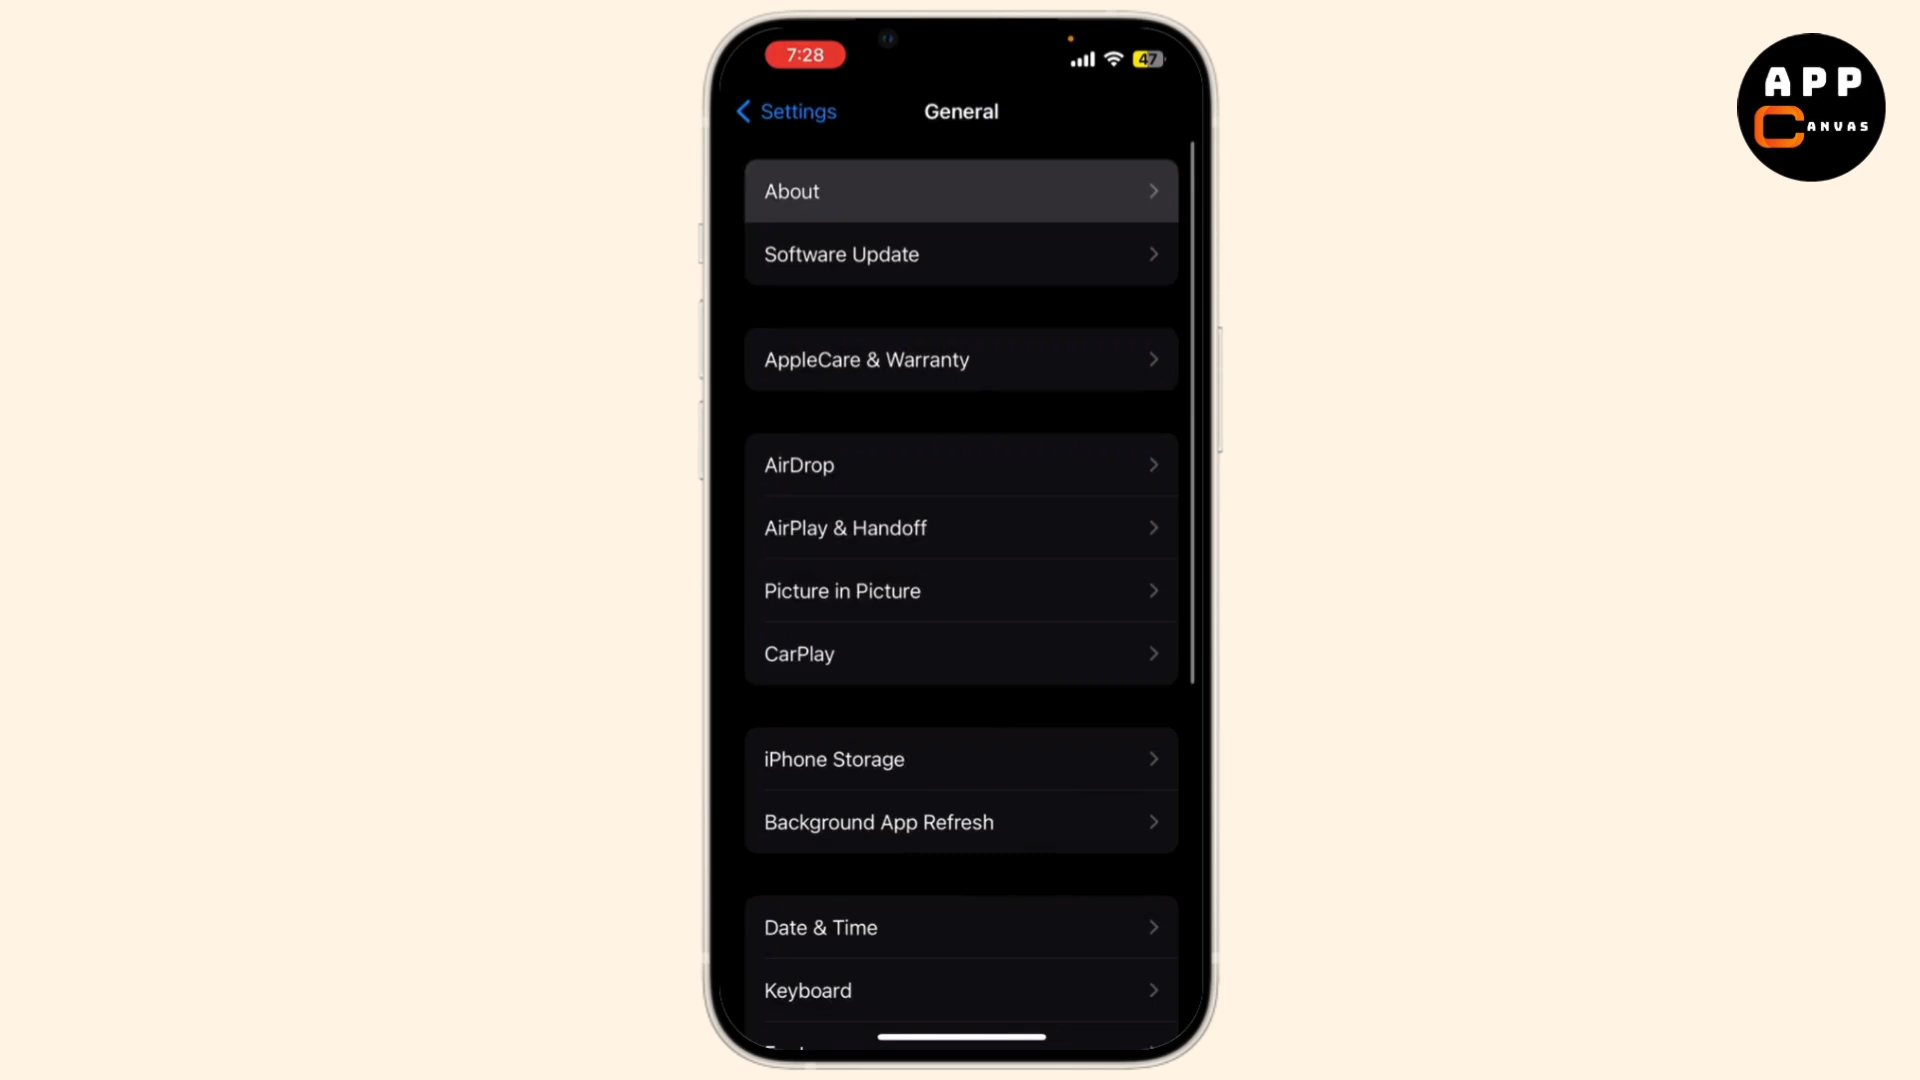 7:28
47
Settings
General
About
Software Update
AppleCare & Warranty
AirDrop
AirPlay & Handoff
Picture in Picture
CarPlay
iPhone Storage
Background App Refresh
Date & Time
Keyboard
APP
CANVAS